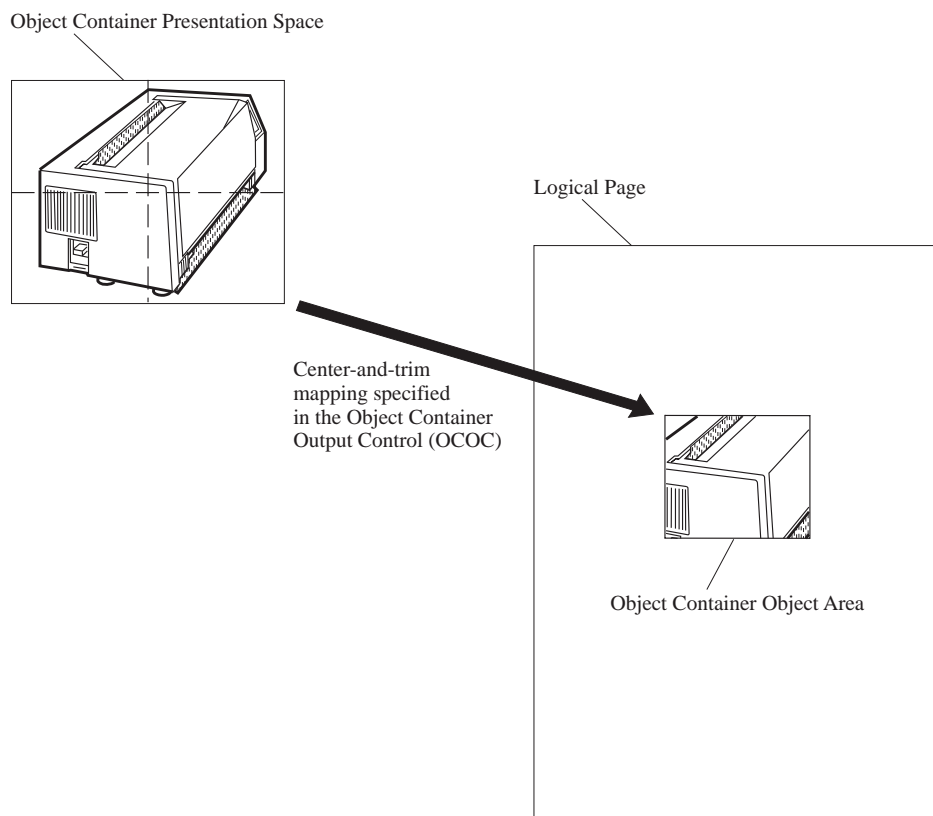 Object Container Presentation Space
Logical Page
Center-and-trim
mapping specified
in the Object Container
Output Control (OCOC)
Object Container Object Area